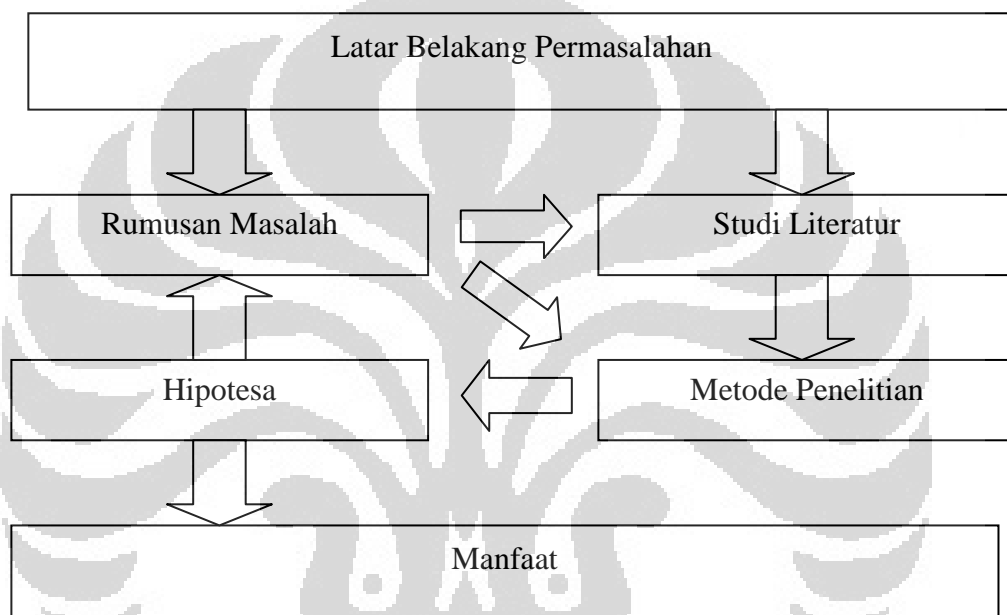 Latar Belakang Permasalahan
Rumusan Masalah
Studi Literatur
Hipotesa
Metode Penelitian
Manfaat